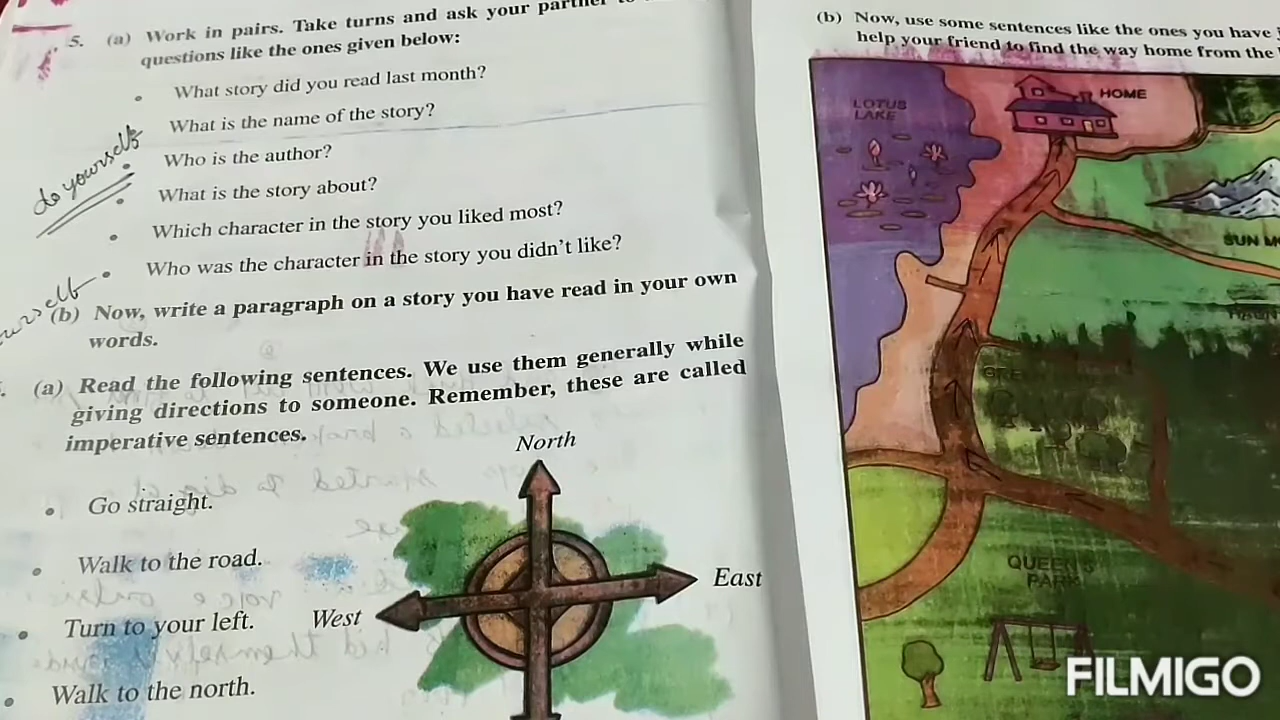 5. (a) Work in pairs. Take turns and ask your partner
questions like the ones given below:
• What story did you read last month?
• What is the name of the story?
• Who is the author?
• What is the story about?
• Which character in the story you liked most?
• Who was the character in the story you didn't like?
do yourself
(b) Now, write a paragraph on a story you have read in your own
words.
(a) Read the following sentences. We use them generally while
giving directions to someone. Remember, these are called
imperative sentences.
• Go straight.
• Walk to the road.
• Turn to your left.
• Walk to the north.
North
East
West
(b) Now, use some sentences like the ones you have
help your friend to find the way home from the
LOTUS
LAKE
HOME
SUN
QUEEN'S
PARK
FILMIGO